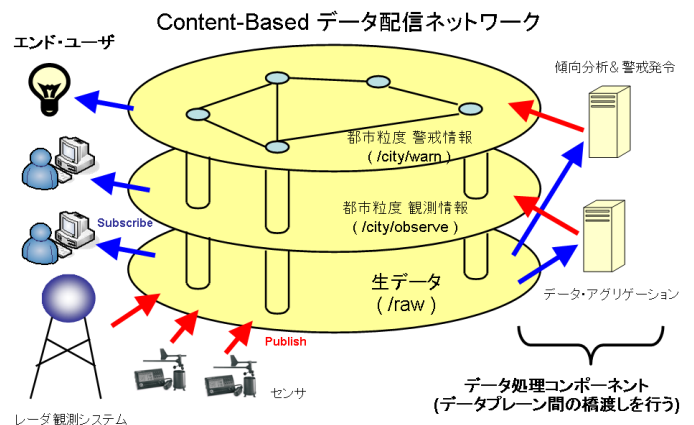 Content-Based データ配信ネットワーク
エンド・ユーザ
傾向分析＆警戒発令
都市粒度 警戒情報
( /city/warn )
都市粒度 観測情報
( /city/observe )
Subscribe
生データ
( /raw )
データ・アグリゲーション
Publish
センサ
レーダ観測システム
データ処理コンポーネント
(データプレーン間の橋渡しを行う)